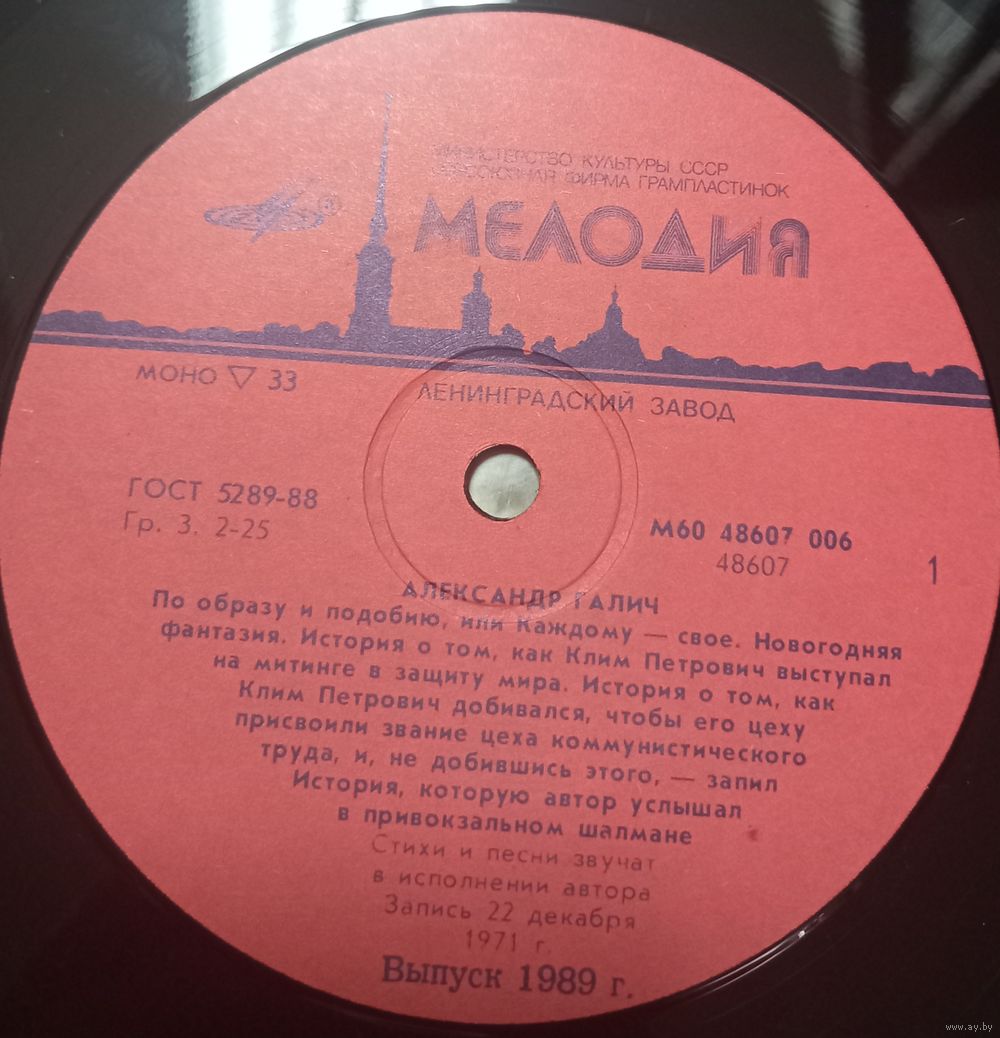 МИНИСТЕРСТВО КУЛЬТУРЫ СССР
ВСЕСОЮЗНАЯ ФИРМА ГРАМПЛАСТИНОК
МЕЛОДИЯ
МОНО ▽ 33
ЛЕНИНГРАДСКИЙ ЗАВОД
ГОСТ 5289-88
Гр. 3. 2-25
М60 48607 006
48607
1
АЛЕКСАНДР ГАЛИЧ
По образу и подобию, или Каждому — свое. Новогодняя
фантазия. История о том, как Клим Петрович выступал
на митинге в защиту мира. История о том, как
Клим Петрович добивался, чтобы его цеху
присвоили звание цеха коммунистического
труда, и, не добившись этого, — запил
История, которую автор услышал
в привокзальном шалмане
Стихи и песни звучат
в исполнении автора
Запись 22 декабря
1971 г.
Выпуск 1989 г.
www.ay.by